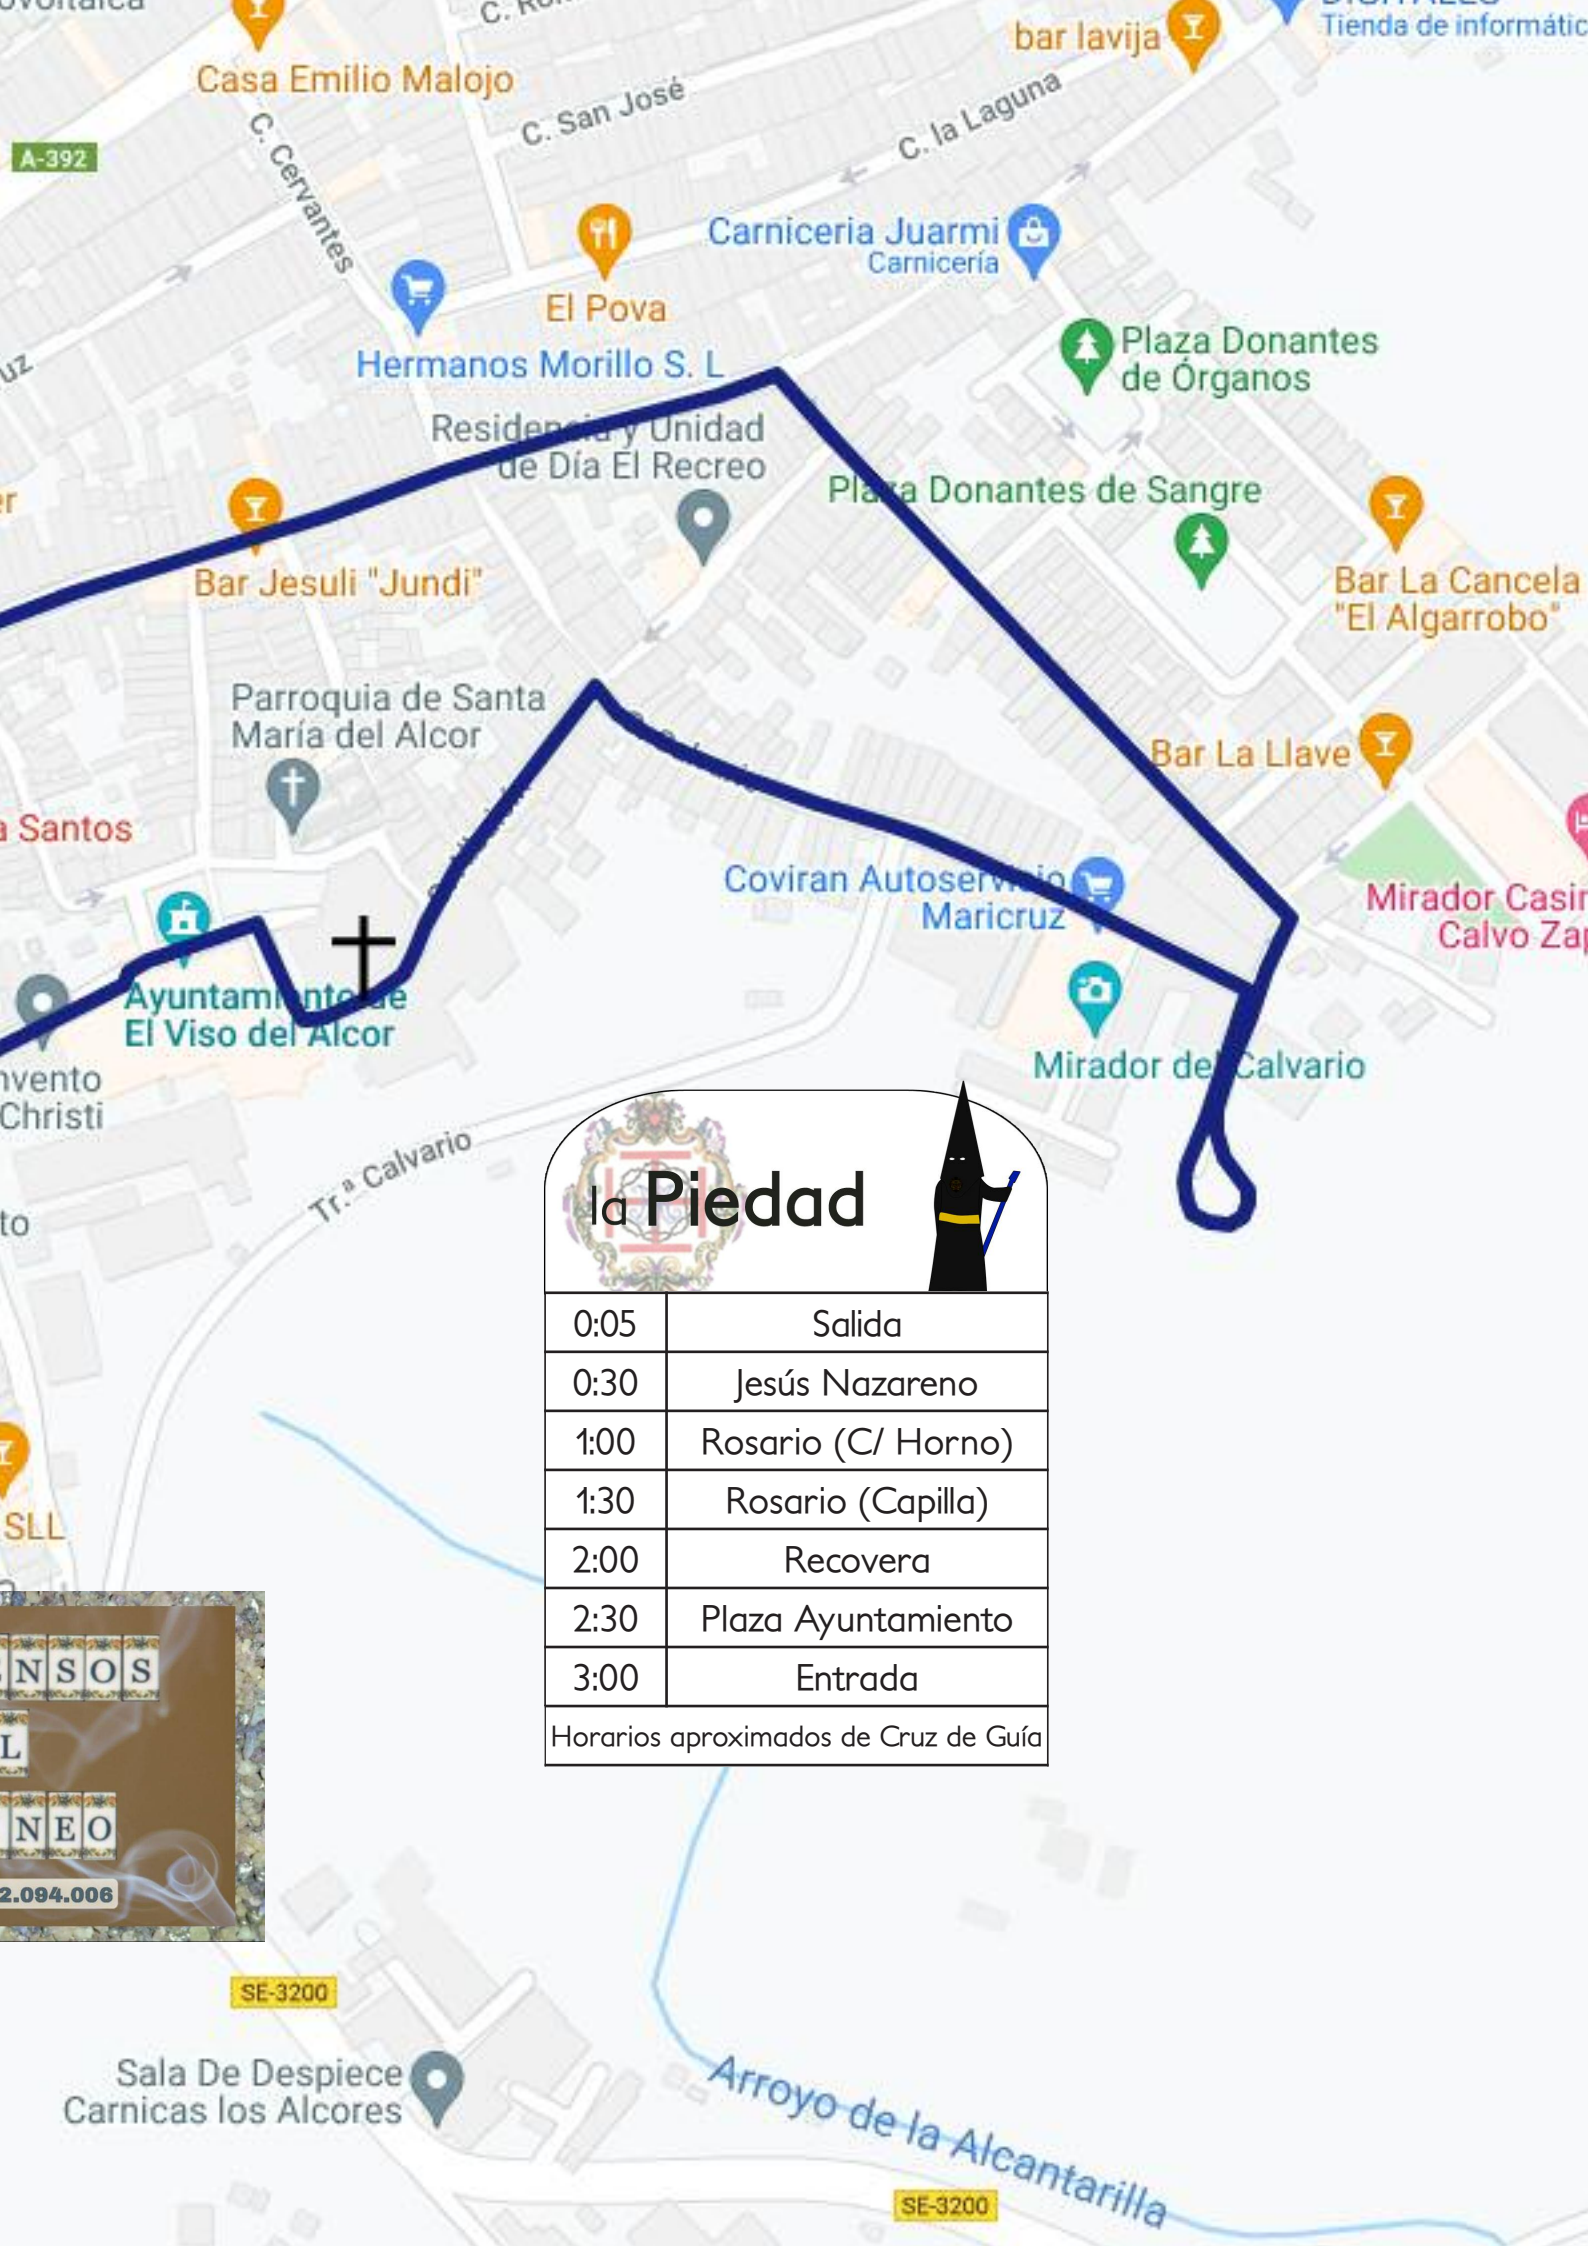 C.
bar lavija
Tienda de informátic
Casa Emilio Malojo
C. San José
C. la Laguna
A-392
C. Cervantes
Carniceria Juarmi
Carnicería
El Pova
Plaza Donantes
de Órganos
uz
Hermanos Morillo S. L
Residencia y Unidad
de Día El Recreo
er
Plaza Donantes de Sangre
Bar Jesuli "Jundi"
Bar La Cancela
"El Algarrobo"
Parroquia de Santa
María del Alcor
Bar La Llave
a Santos
Coviran Autoservicio
Maricruz
Mirador Casin
Calvo Zap
Ayuntamiento de
El Viso del Alcor
Mirador del Calvario
nvento
Christi
Tr.ª Calvario
to
la Piedad
0:05 Salida
0:30 Jesús Nazareno
1:00 Rosario (C/ Horno)
1:30 Rosario (Capilla)
2:00 Recovera
2:30 Plaza Ayuntamiento
3:00 Entrada
Horarios aproximados de Cruz de Guía
SLL
ENSOS
L
NEO
2.094.006
SE-3200
Sala De Despiece
Carnicas los Alcores
Arroyo de la Alcantarilla
SE-3200